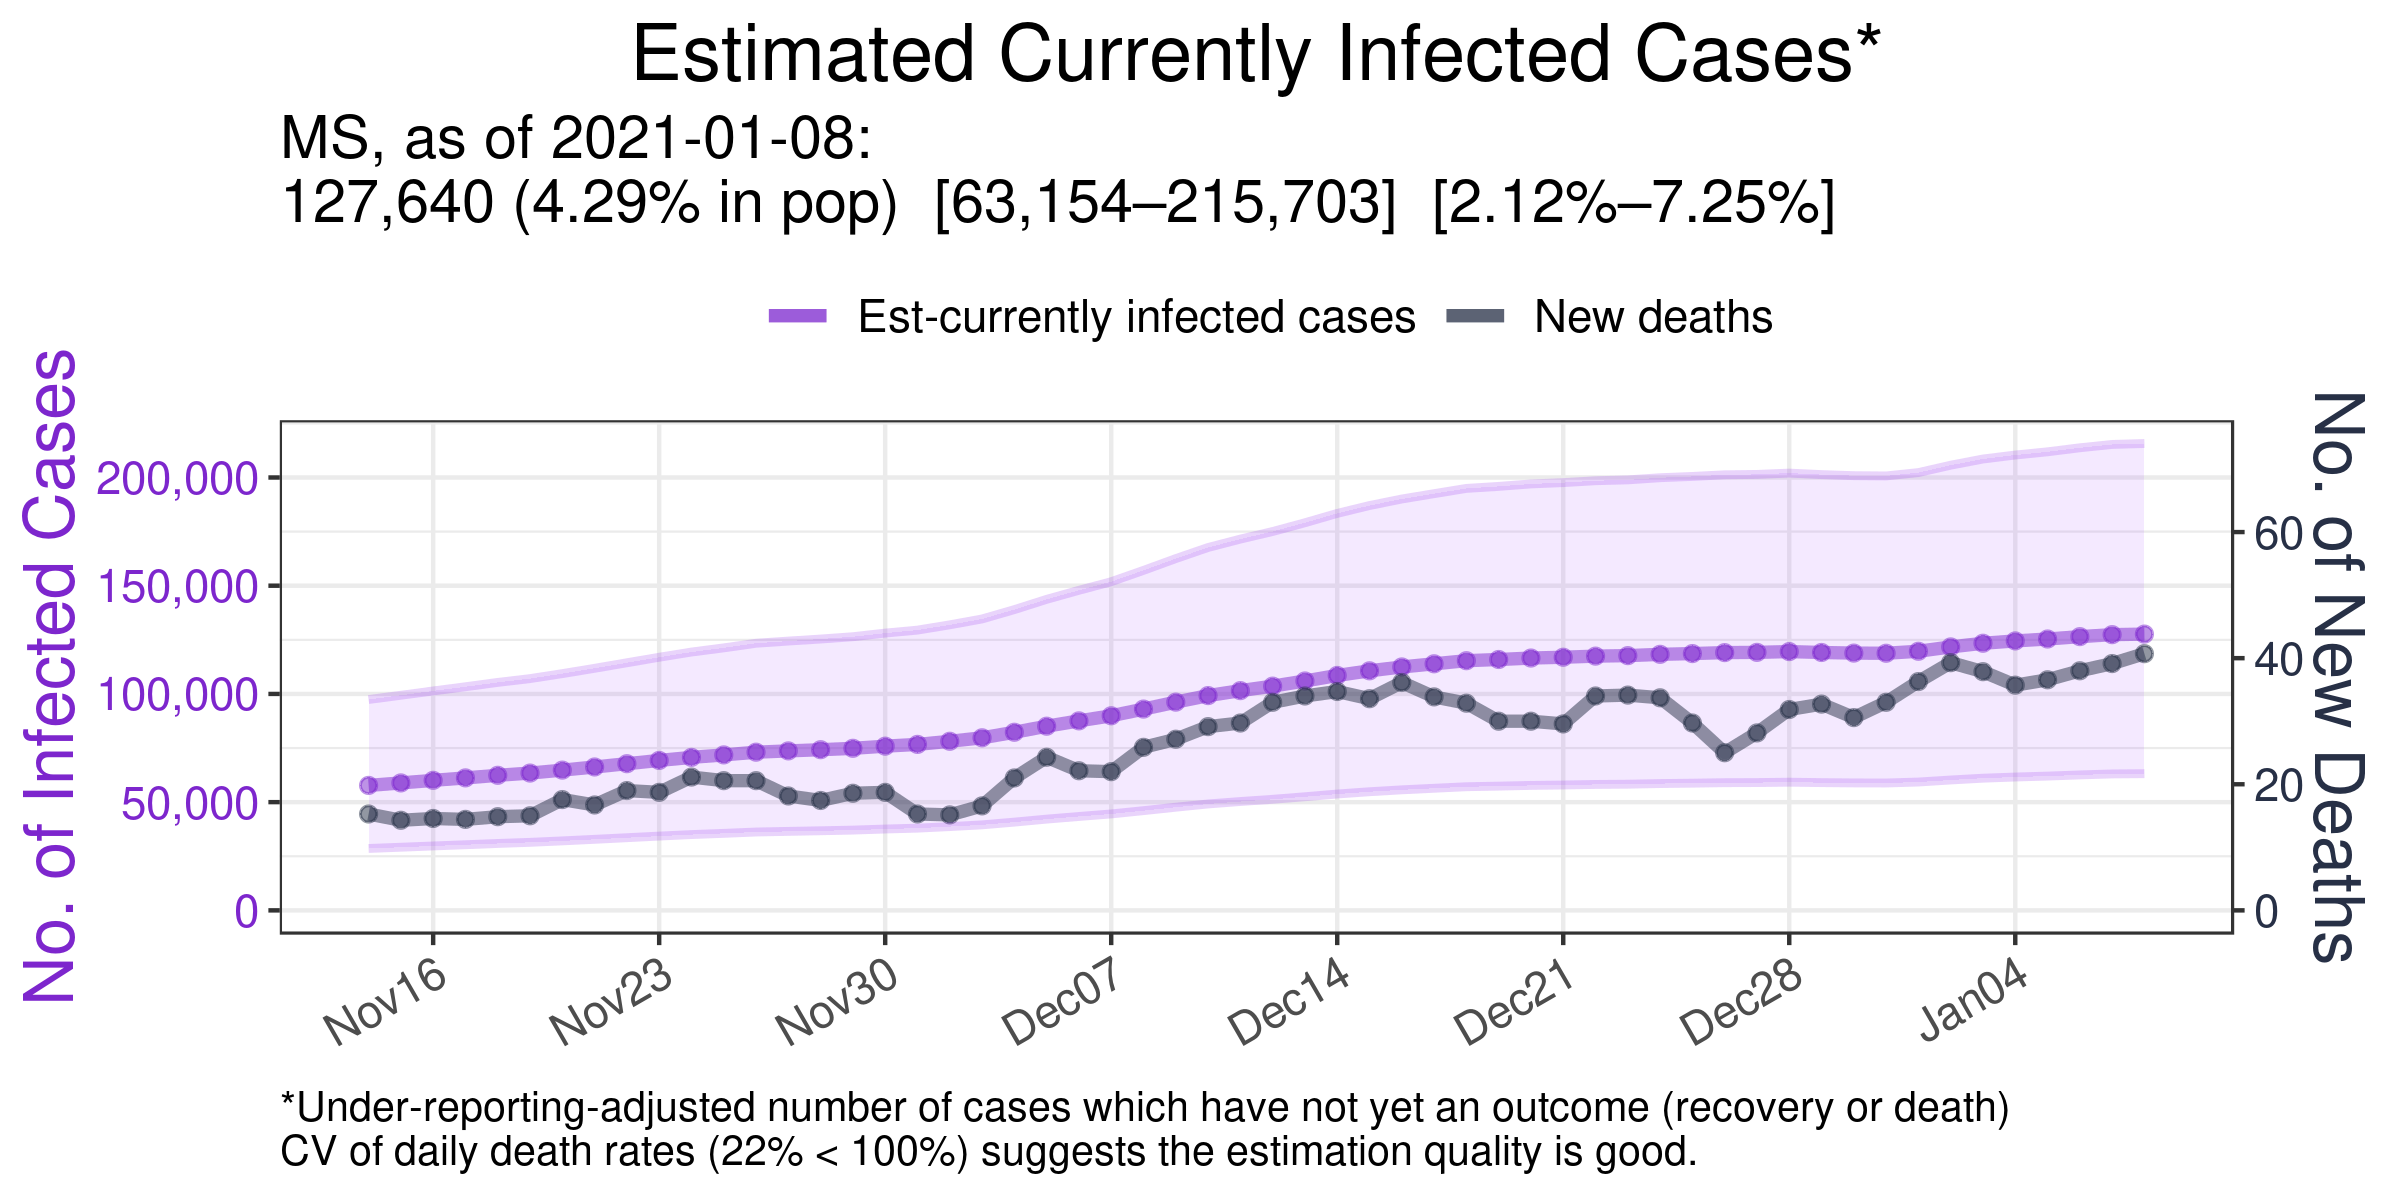 Estimated Currently Infected Cases*
MS, as of 2021-01-08:
127,640 (4.29% in pop)  [63,154–215,703]  [2.12%–7.25%]
Est-currently infected cases
New deaths
No. of Infected Cases
200,000
150,000
100,000
50,000
0
No. of New Deaths
60
40
20
0
Nov16
Nov23
Nov30
Dec07
Dec14
Dec21
Dec28
Jan04
*Under-reporting-adjusted number of cases which have not yet an outcome (recovery or death)
CV of daily death rates (22% < 100%) suggests the estimation quality is good.